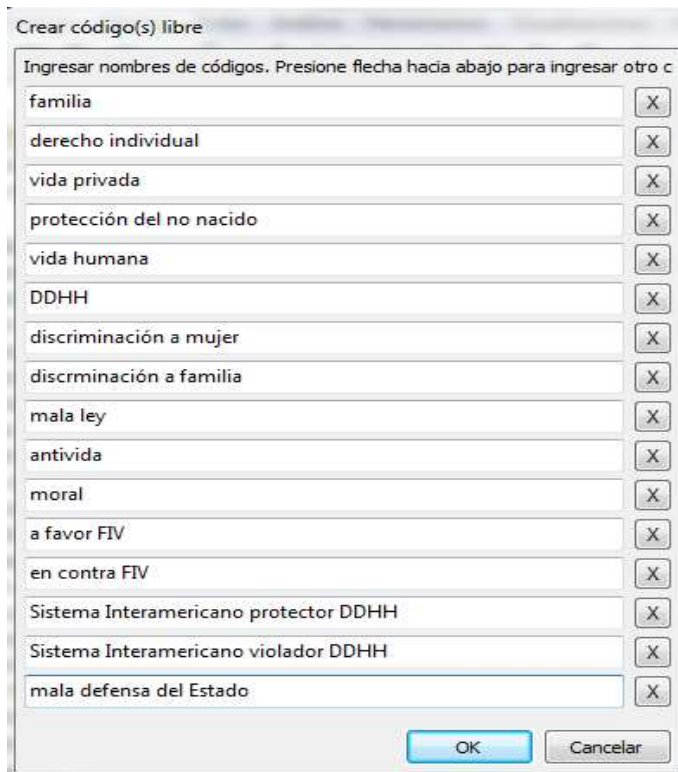 Crear código(s) libre
Ingresar nombres de códigos. Presione flecha hacia abajo para ingresar otro c
familia X
derecho individual X
vida privada X
protección del no nacido X
vida humana X
DDHH X
discriminación a mujer X
discrminación a familia X
mala ley X
antivida X
moral X
a favor FIV X
en contra FIV X
Sistema Interamericano protector DDHH X
Sistema Interamericano violador DDHH X
mala defensa del Estado X
OK Cancelar